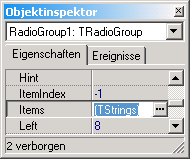 Objektinspektor
RadioGroup1: TRadioGroup
Eigenschaften Ereignisse
Hint
ItemIndex -1
Items (TStrings
Left 8
2 verborgen